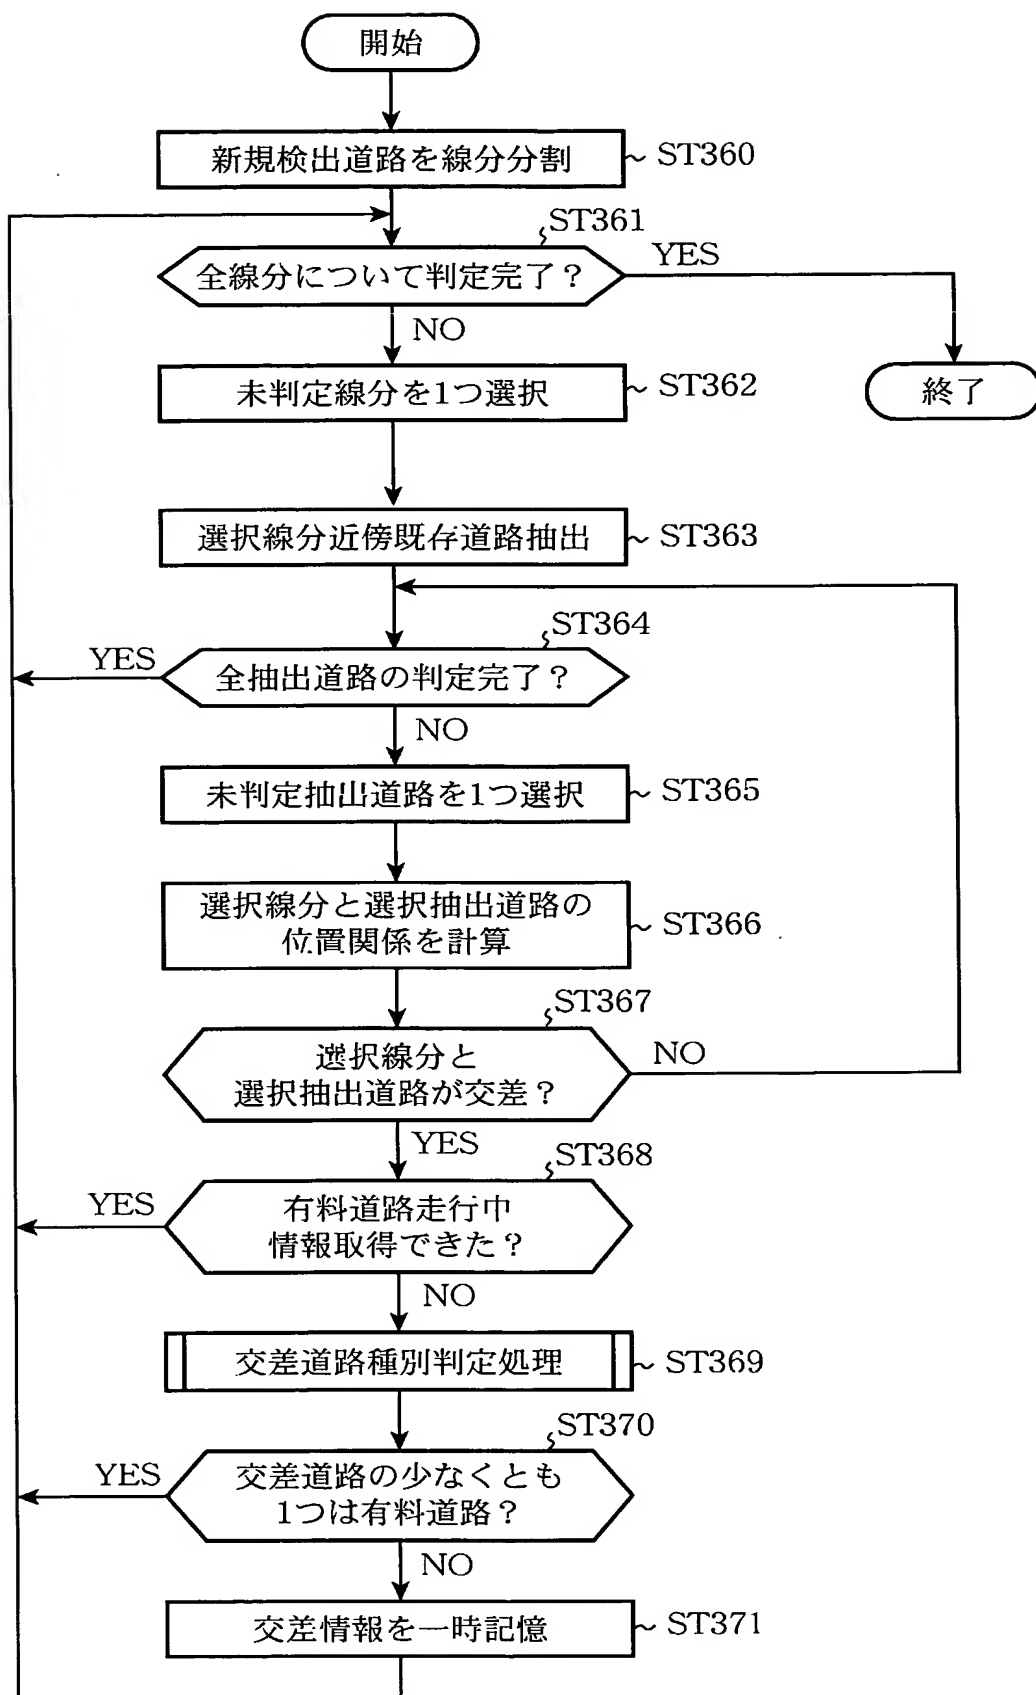 開始
新規検出道路を線分分割
ST360
ST361
全線分について判定完了？
YES
NO
未判定線分を1つ選択
ST362
終了
選択線分近傍既存道路抽出
ST363
ST364
YES
全抽出道路の判定完了？
NO
未判定抽出道路を1つ選択
ST365
選択線分と選択抽出道路の
位置関係を計算
ST366
ST367
選択線分と
選択抽出道路が交差？
NO
YES
ST368
YES
有料道路走行中
情報取得できた？
NO
交差道路種別判定処理
ST369
ST370
YES
交差道路の少なくとも
1つは有料道路？
NO
交差情報を一時記憶
ST371